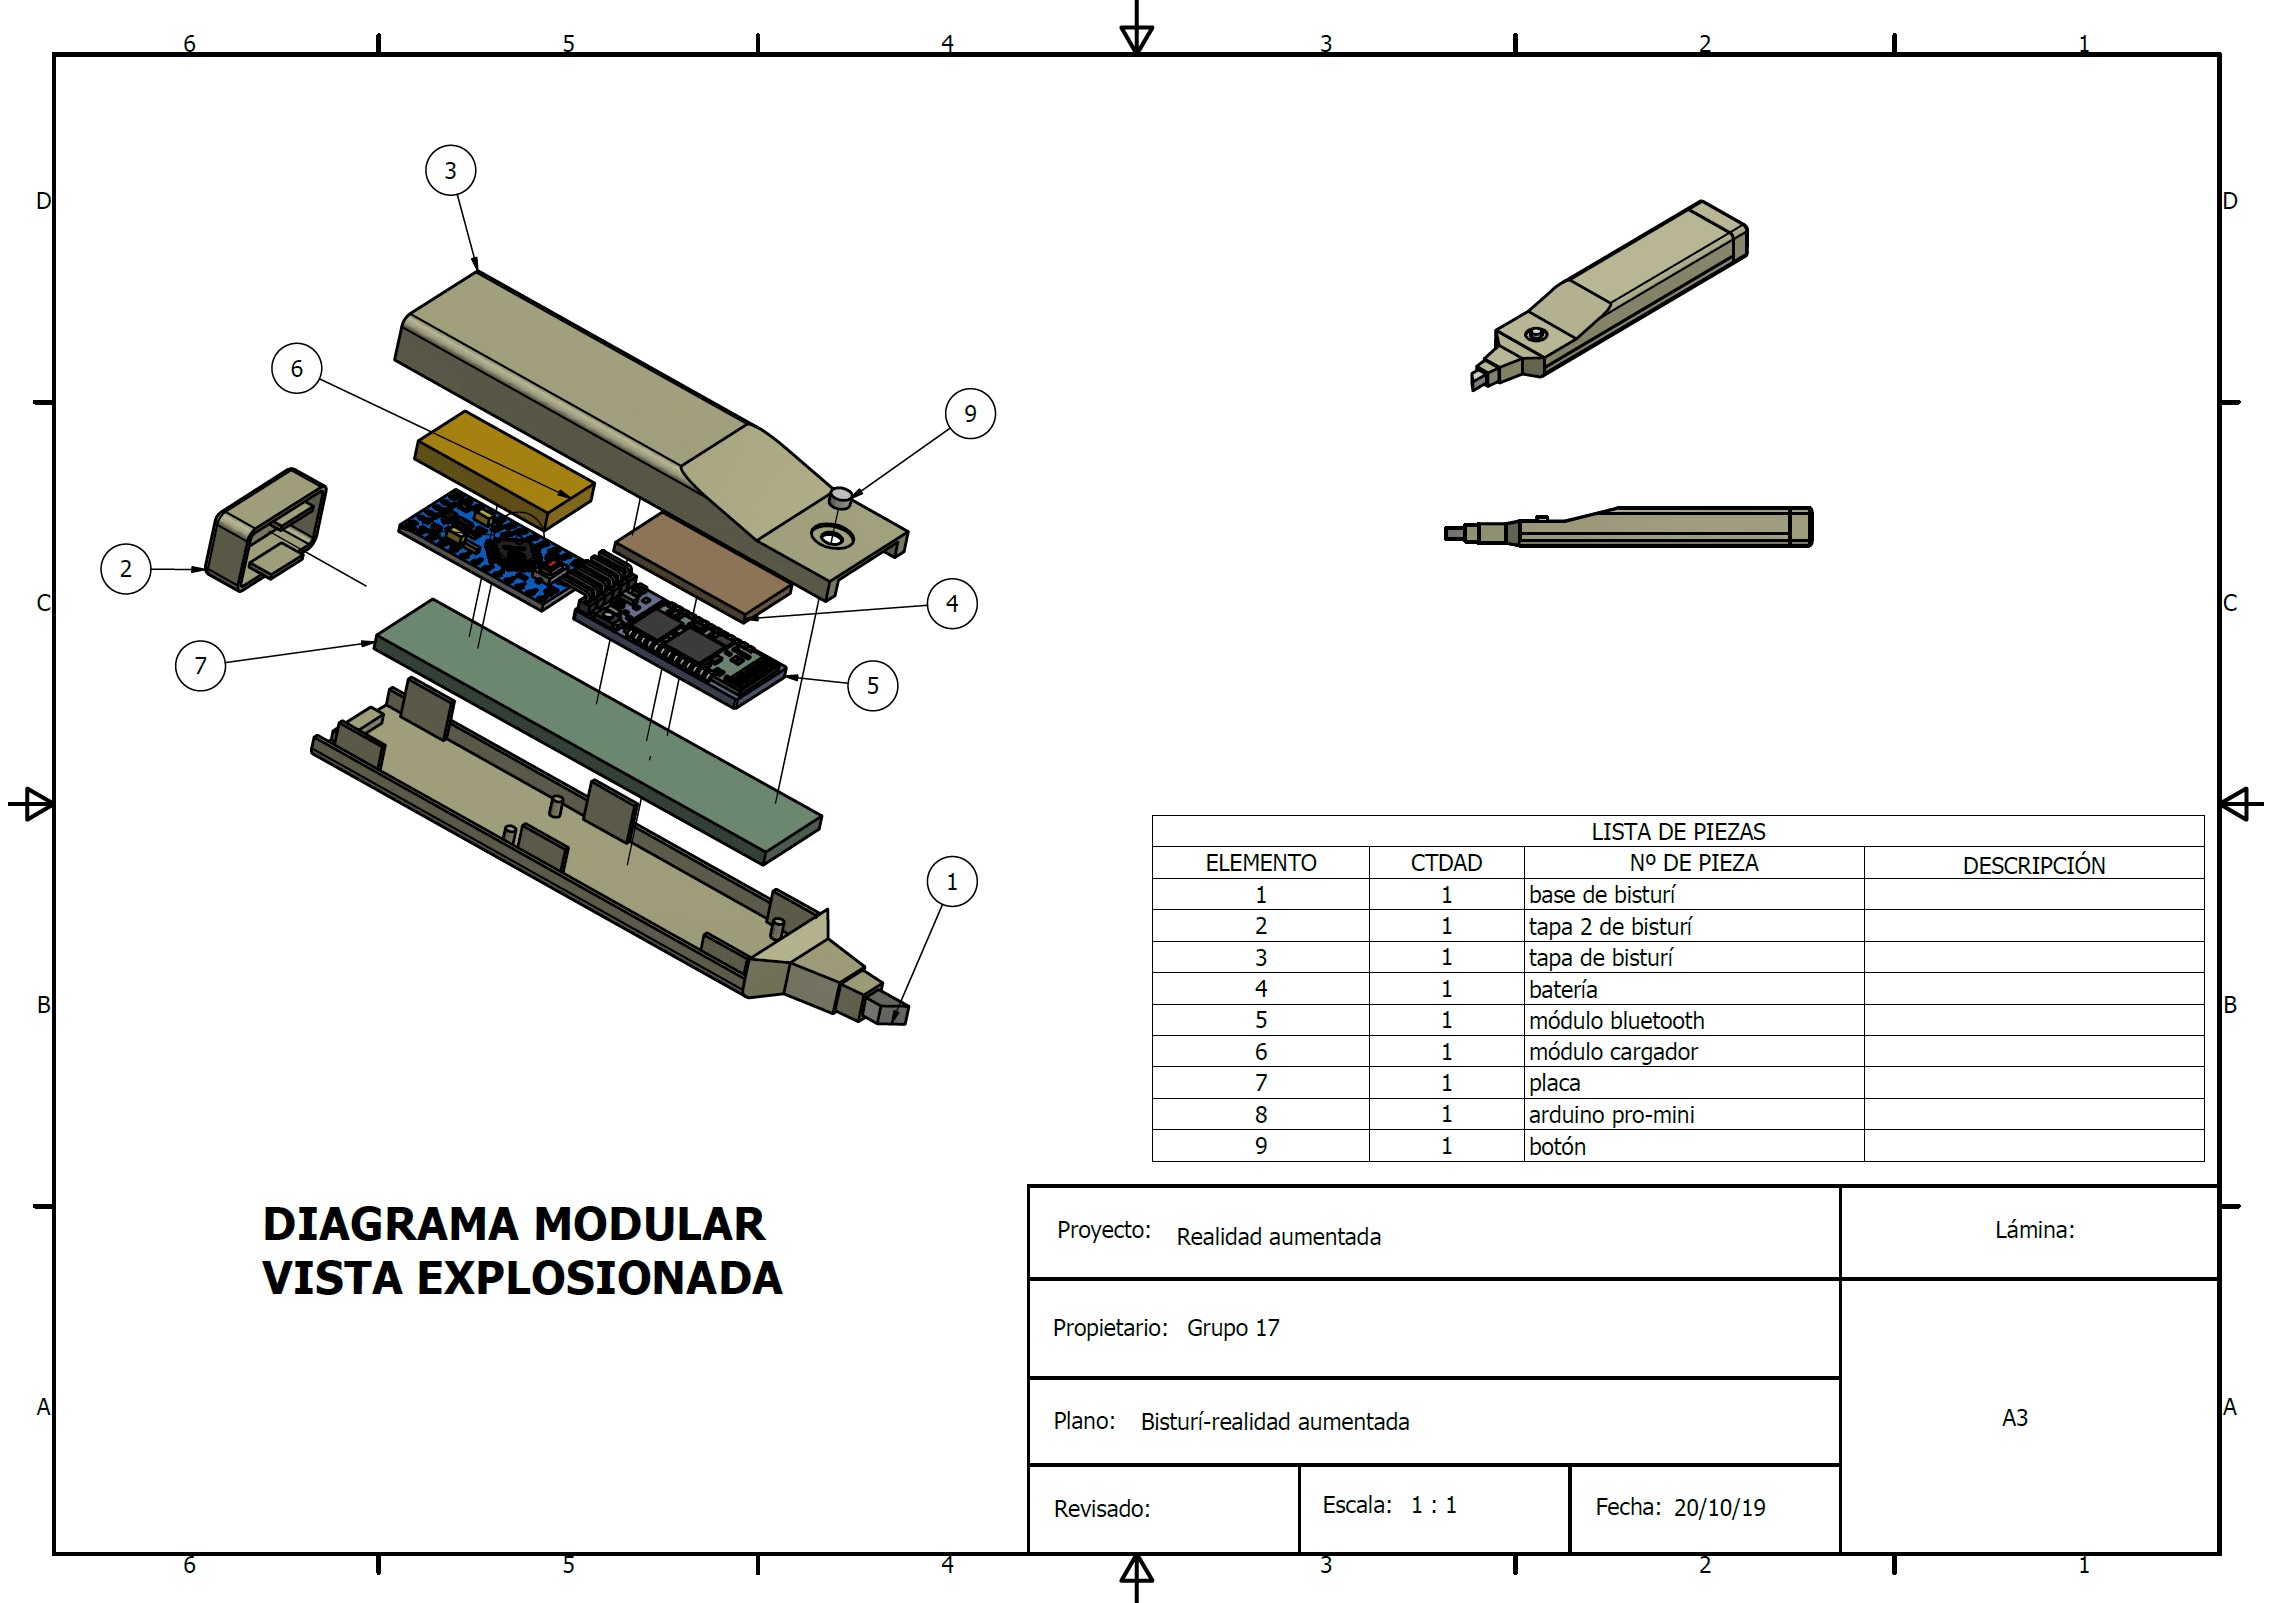 6 5 4 3 2 1
D D
3
6
9
2
4
C C
7
5
1
LISTA DE PIEZAS
ELEMENTO CTDAD Nº DE PIEZA DESCRIPCIÓN
1 1 base de bisturí
2 1 tapa 2 de bisturí
3 1 tapa de bisturí
4 1 batería
5 1 módulo bluetooth
6 1 módulo cargador
7 1 placa
8 1 arduino pro-mini
9 1 botón
B B
DIAGRAMA MODULAR
VISTA EXPLOSIONADA
Proyecto: Realidad aumentada
Lámina:
Propietario: Grupo 17
Plano: Bisturí-realidad aumentada
A3
A A
Revisado:
Escala: 1 : 1
Fecha: 20/10/19
6 5 4 3 2 1